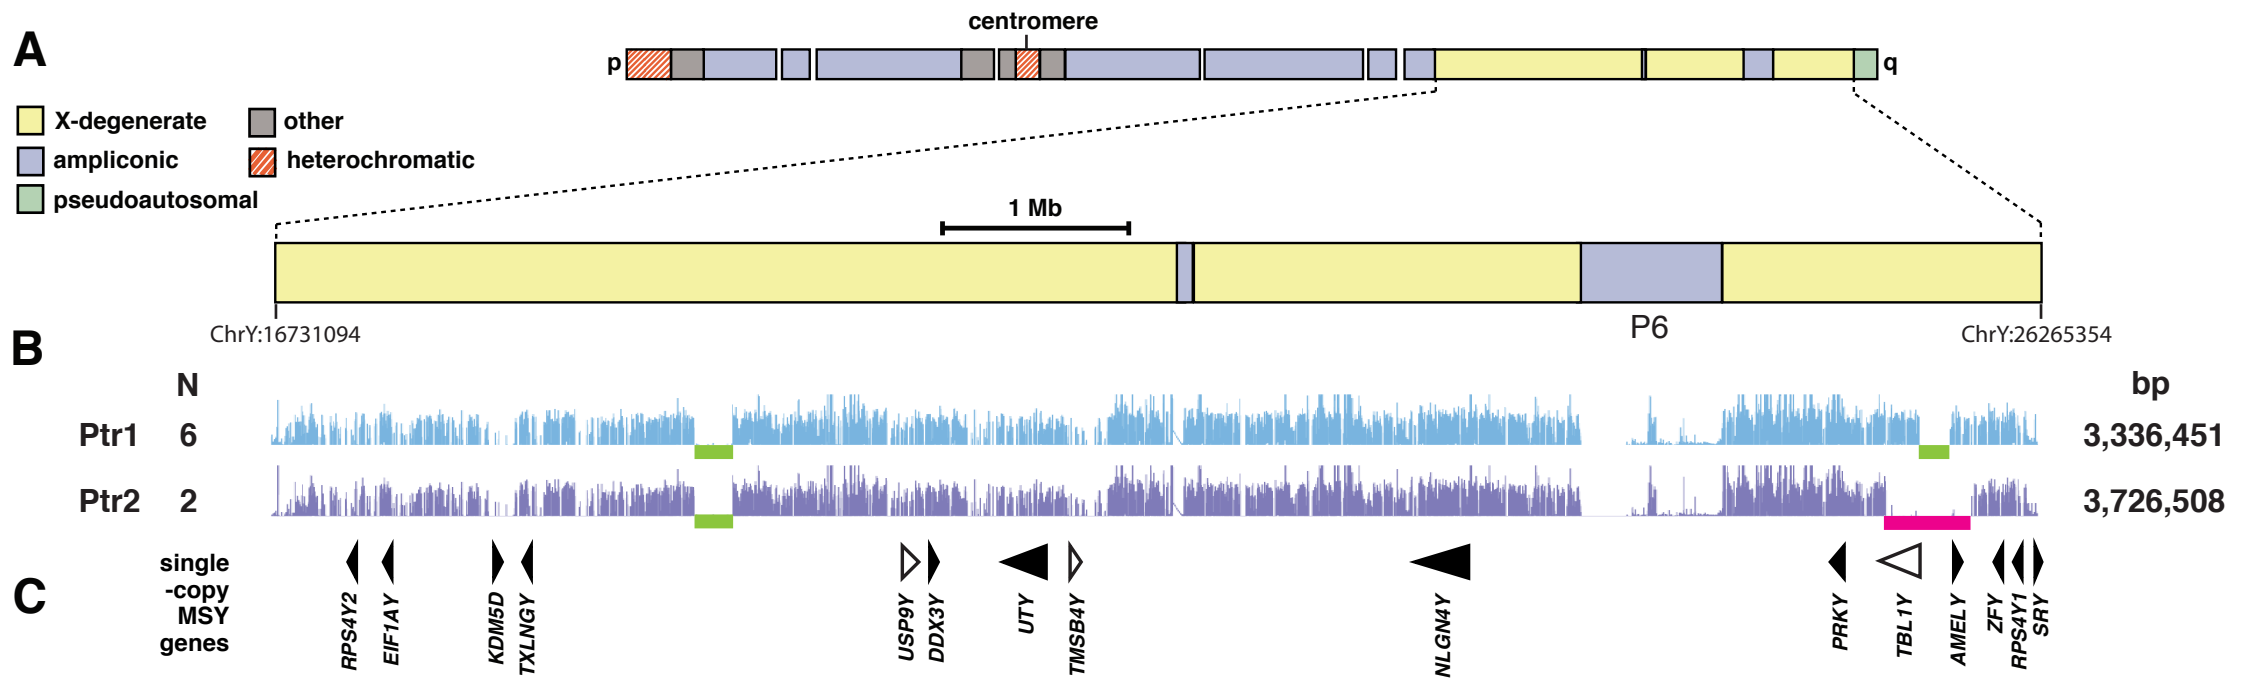 A
centromere
p
q
X-degenerate
other
ampliconic
heterochromatic
pseudoautosomal
1 Mb
ChrY:16731094
P6
ChrY:26265354
B
N
bp
Ptr1 6 3,336,451
Ptr2 2 3,726,508
C
single
-copy
MSY
genes
RPS4Y2
EIF1AY
KDM5D
TXLNGY
USP9Y
DDX3Y
UTY
TMSB4Y
NLGN4Y
PRKY
TBL1Y
AMELY
ZFY
RPS4Y1
SRY